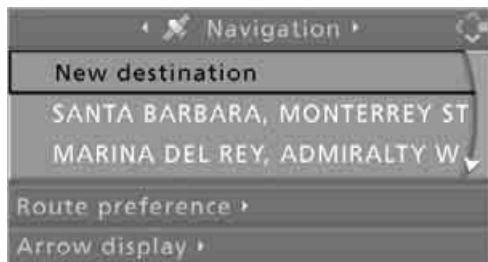 Navigation
New destination
SANTA BARBARA, MONTERREY ST
MARINA DEL REY, ADMIRALTY W
Route preference
Arrow display